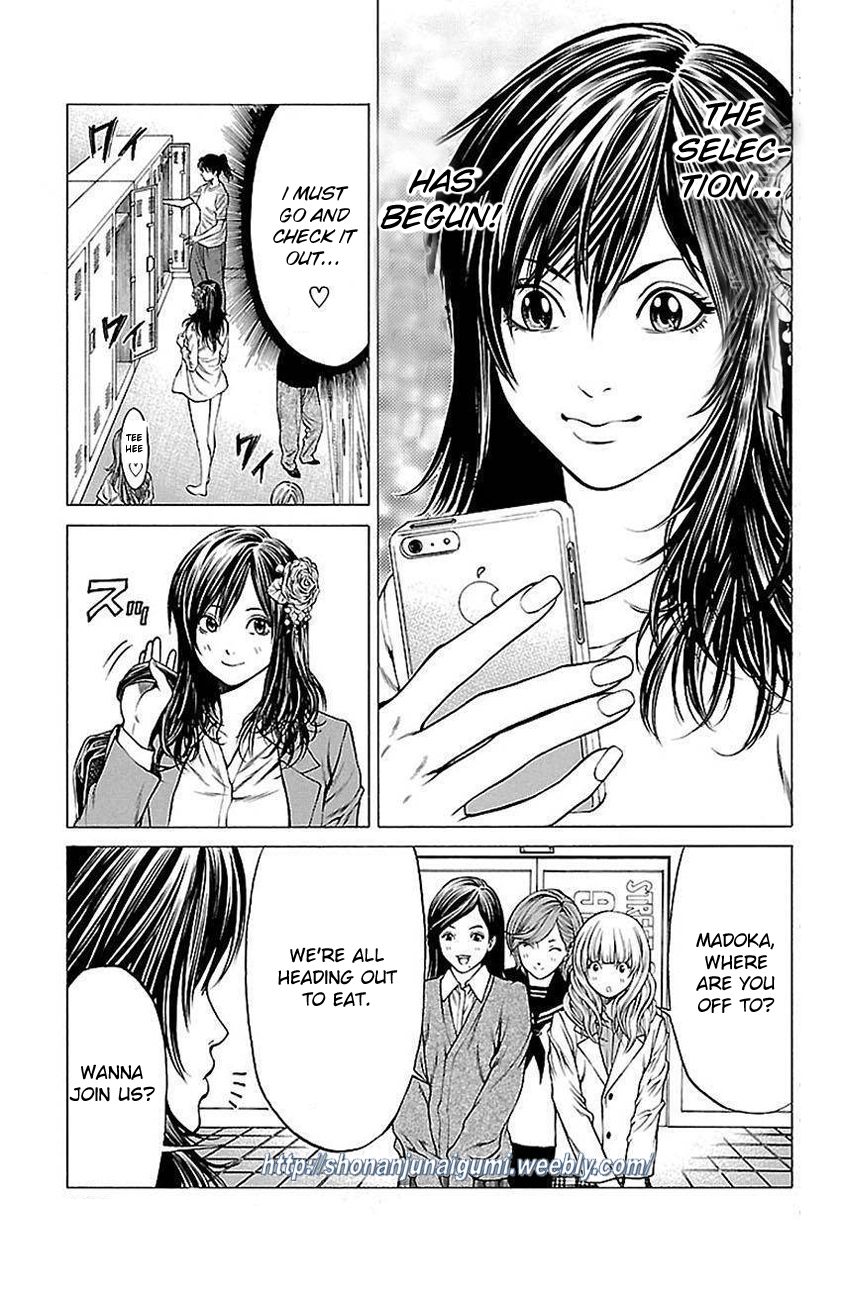 THE
SELEC-
TION...
HAS
BEGUN!
I MUST
GO AND
CHECK IT
OUT...
♡
ワイ
ワイ
ワイ
TEE
HEE
♡
スッ
MADOKA,
WHERE
ARE YOU
OFF TO?
WE'RE ALL
HEADING OUT
TO EAT.
WANNA
JOIN US?
http://shonanjunaigumi.weebly.com/